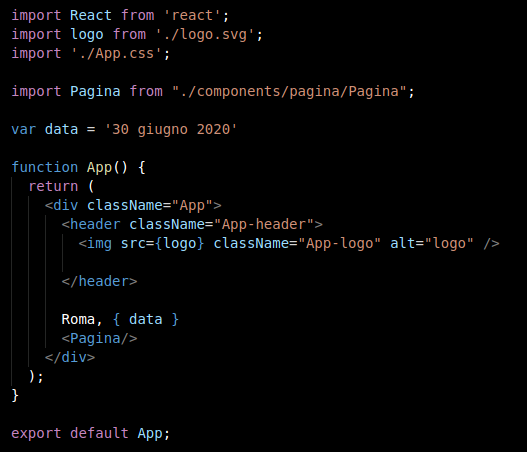 import React from 'react';
import logo from './logo.svg';
import './App.css';
import Pagina from "./components/pagina/Pagina";
var data = '30 giugno 2020'
function App() {
return (
<div className="App">
<header className="App-header">
<img src={logo} className="App-logo" alt="logo" />
</header>
Roma, { data }
<Pagina/>
</div>
);
}
export default App;